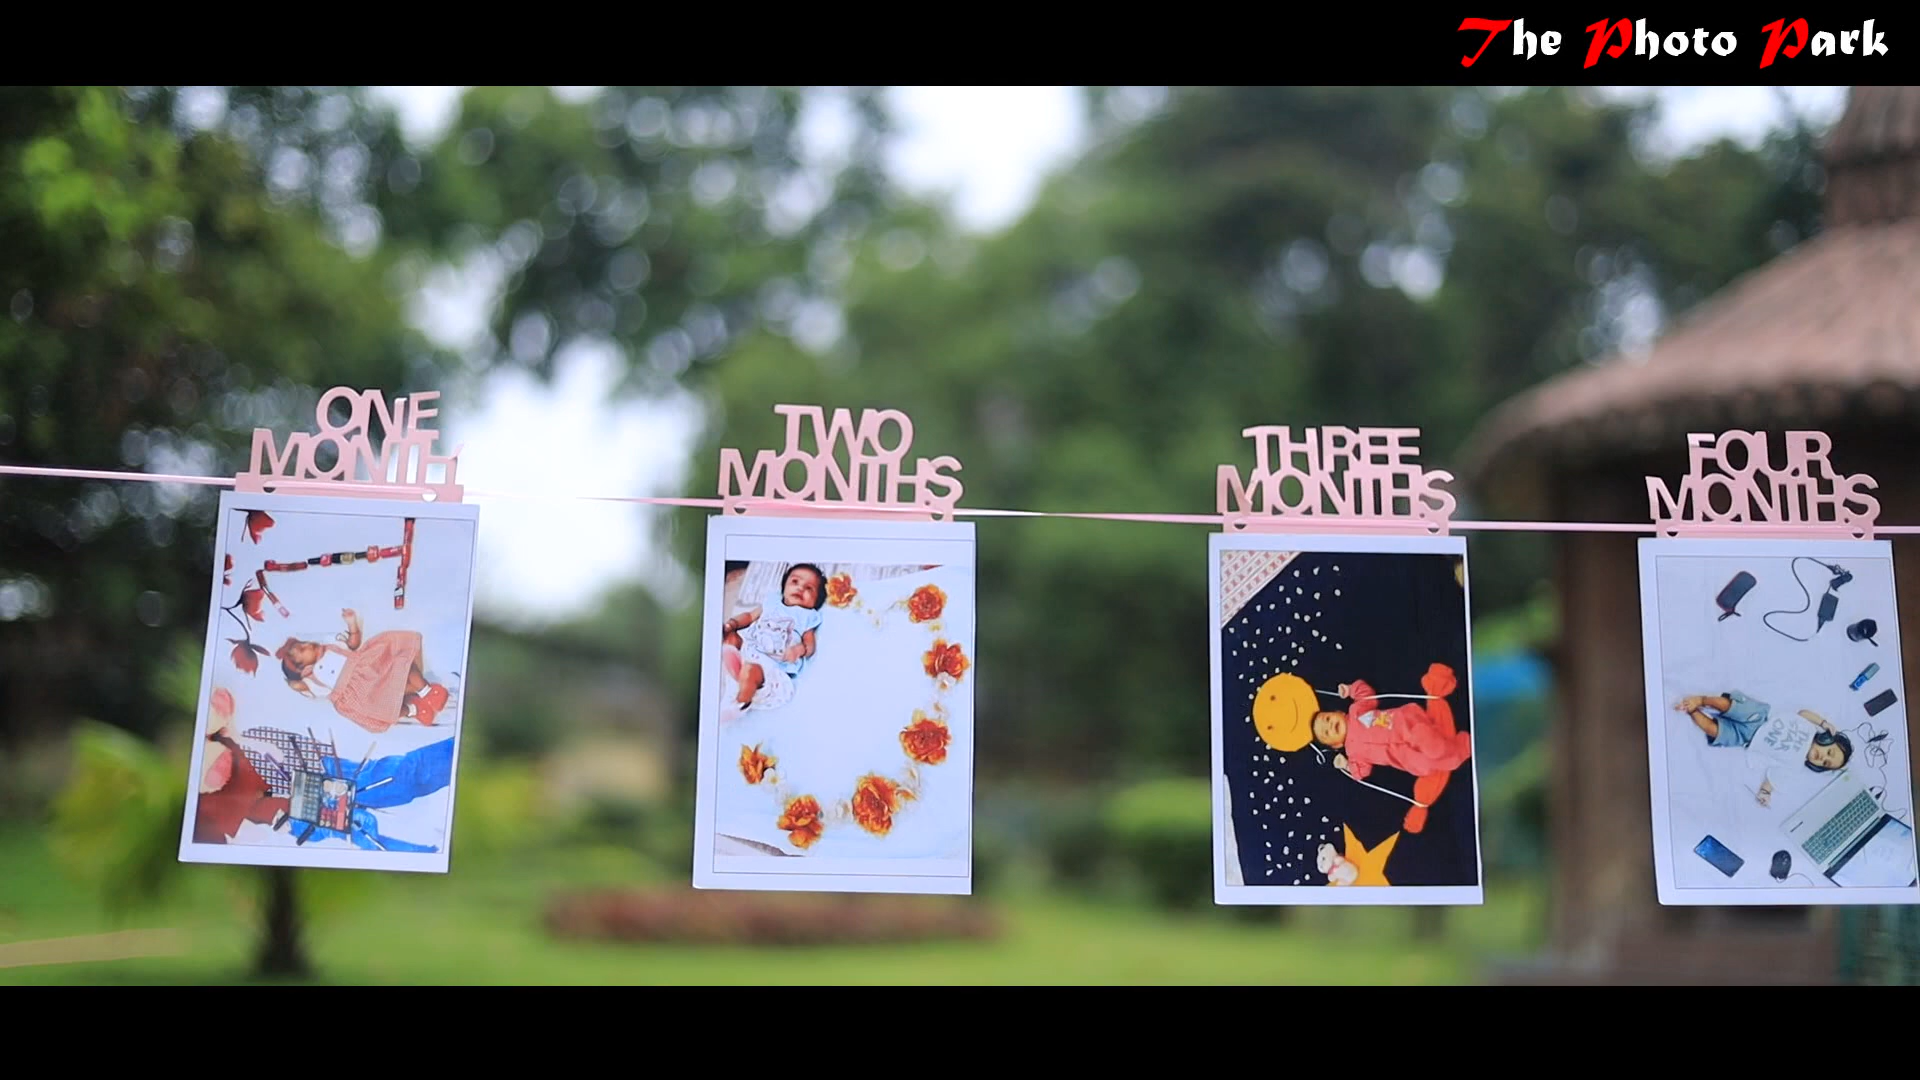 The Photo Park
ONE
MONTH
TWO
MONTHS
THREE
MONTHS
FOUR
MONTHS